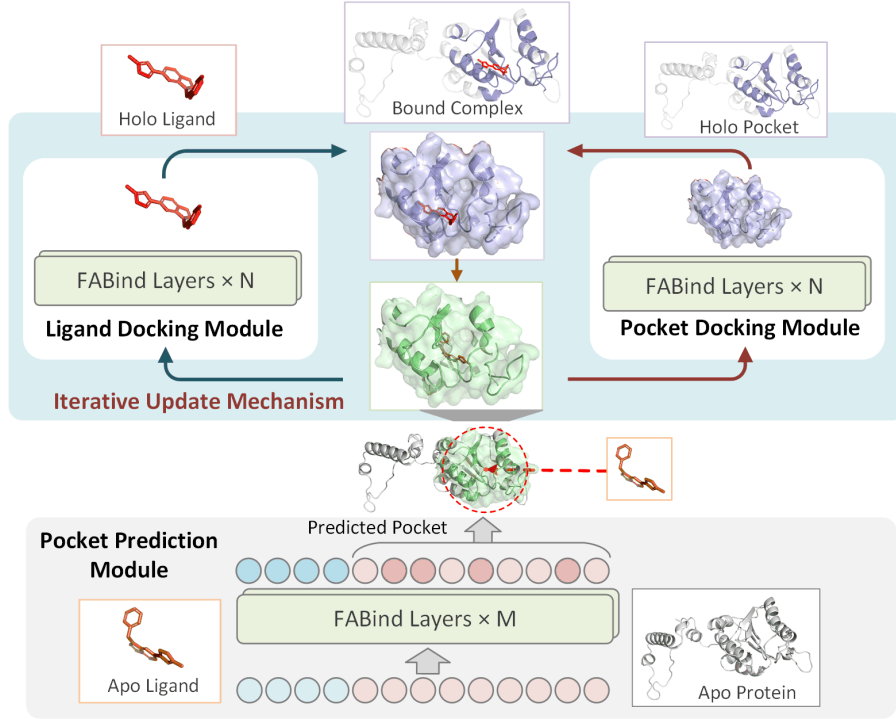 Holo Ligand
Bound Complex
Holo Pocket
FABind Layers × N
Ligand Docking Module
FABind Layers × N
Pocket Docking Module
Iterative Update Mechanism
Predicted Pocket
Pocket Prediction
Module
FABind Layers × M
Apo Ligand
Apo Protein